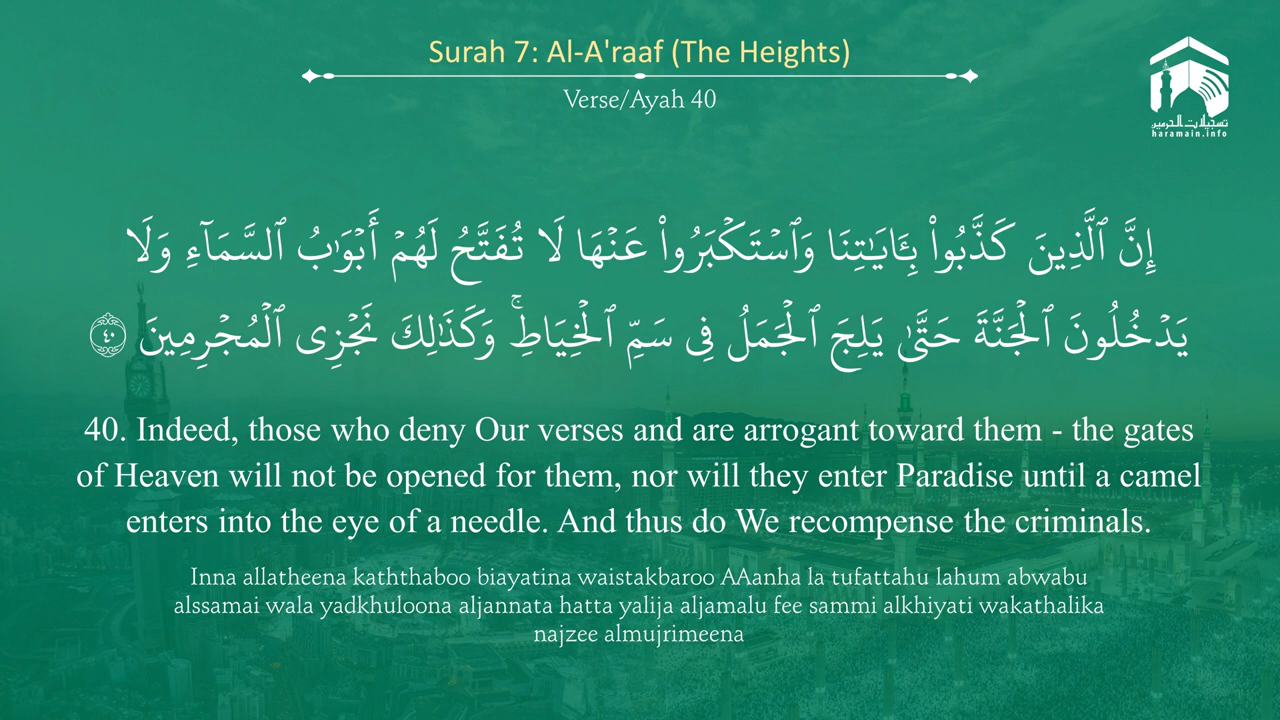 Surah 7: Al-A'raaf (The Heights)
Verse/Ayah 40
تسجيلات الحرمين
haramain.info
إِنَّ ٱلَّذِينَ كَذَّبُوا۟ بِـَٔايَـٰتِنَا وَٱسْتَكْبَرُوا۟ عَنْهَا لَا تُفَتَّحُ لَهُمْ أَبْوَٰبُ ٱلسَّمَآءِ وَلَا
يَدْخُلُونَ ٱلْجَنَّةَ حَتَّىٰ يَلِجَ ٱلْجَمَلُ فِى سَمِّ ٱلْخِيَاطِ ۚ وَكَذَٰلِكَ نَجْزِى ٱلْمُجْرِمِينَ ٤٠
40. Indeed, those who deny Our verses and are arrogant toward them - the gates
of Heaven will not be opened for them, nor will they enter Paradise until a camel
enters into the eye of a needle. And thus do We recompense the criminals.
Inna allatheena kaththaboo biayatina waistakbaroo AAanha la tufattahu lahum abwabu
alssamai wala yadkhuloona aljannata hatta yalija aljamalu fee sammi alkhiyati wakathalika
najzee almujrimeena